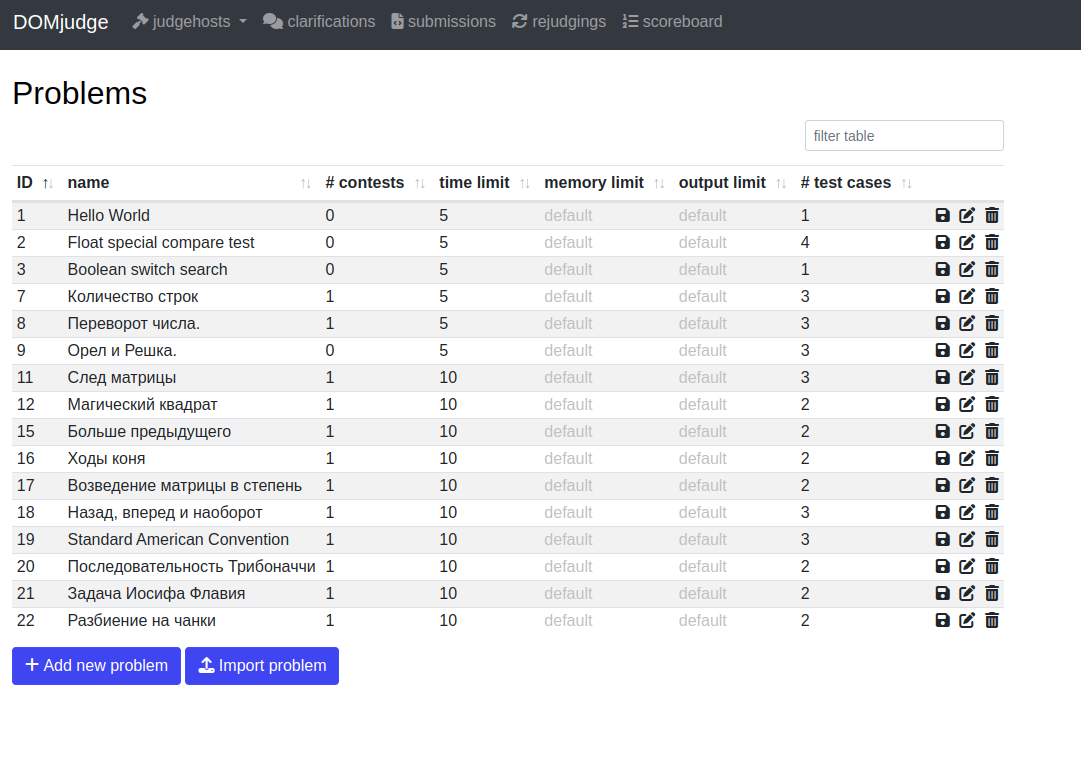 DOMjudge judgehosts clarifications submissions rejudgings scoreboard
Problems
filter table
ID name # contests time limit memory limit output limit # test cases
1 Hello World 0 5 default default 1
2 Float special compare test 0 5 default default 4
3 Boolean switch search 0 5 default default 1
7 Количество строк 1 5 default default 3
8 Переворот числа. 1 5 default default 3
9 Орел и Решка. 0 5 default default 3
11 След матрицы 1 10 default default 3
12 Магический квадрат 1 10 default default 2
15 Больше предыдущего 1 10 default default 2
16 Ходы коня 1 10 default default 2
17 Возведение матрицы в степень 1 10 default default 2
18 Назад, вперед и наоборот 1 10 default default 3
19 Standard American Convention 1 10 default default 3
20 Последовательность Трибоначчи 1 10 default default 2
21 Задача Иосифа Флавия 1 10 default default 2
22 Разбиение на чанки 1 10 default default 2
Add new problem Import problem